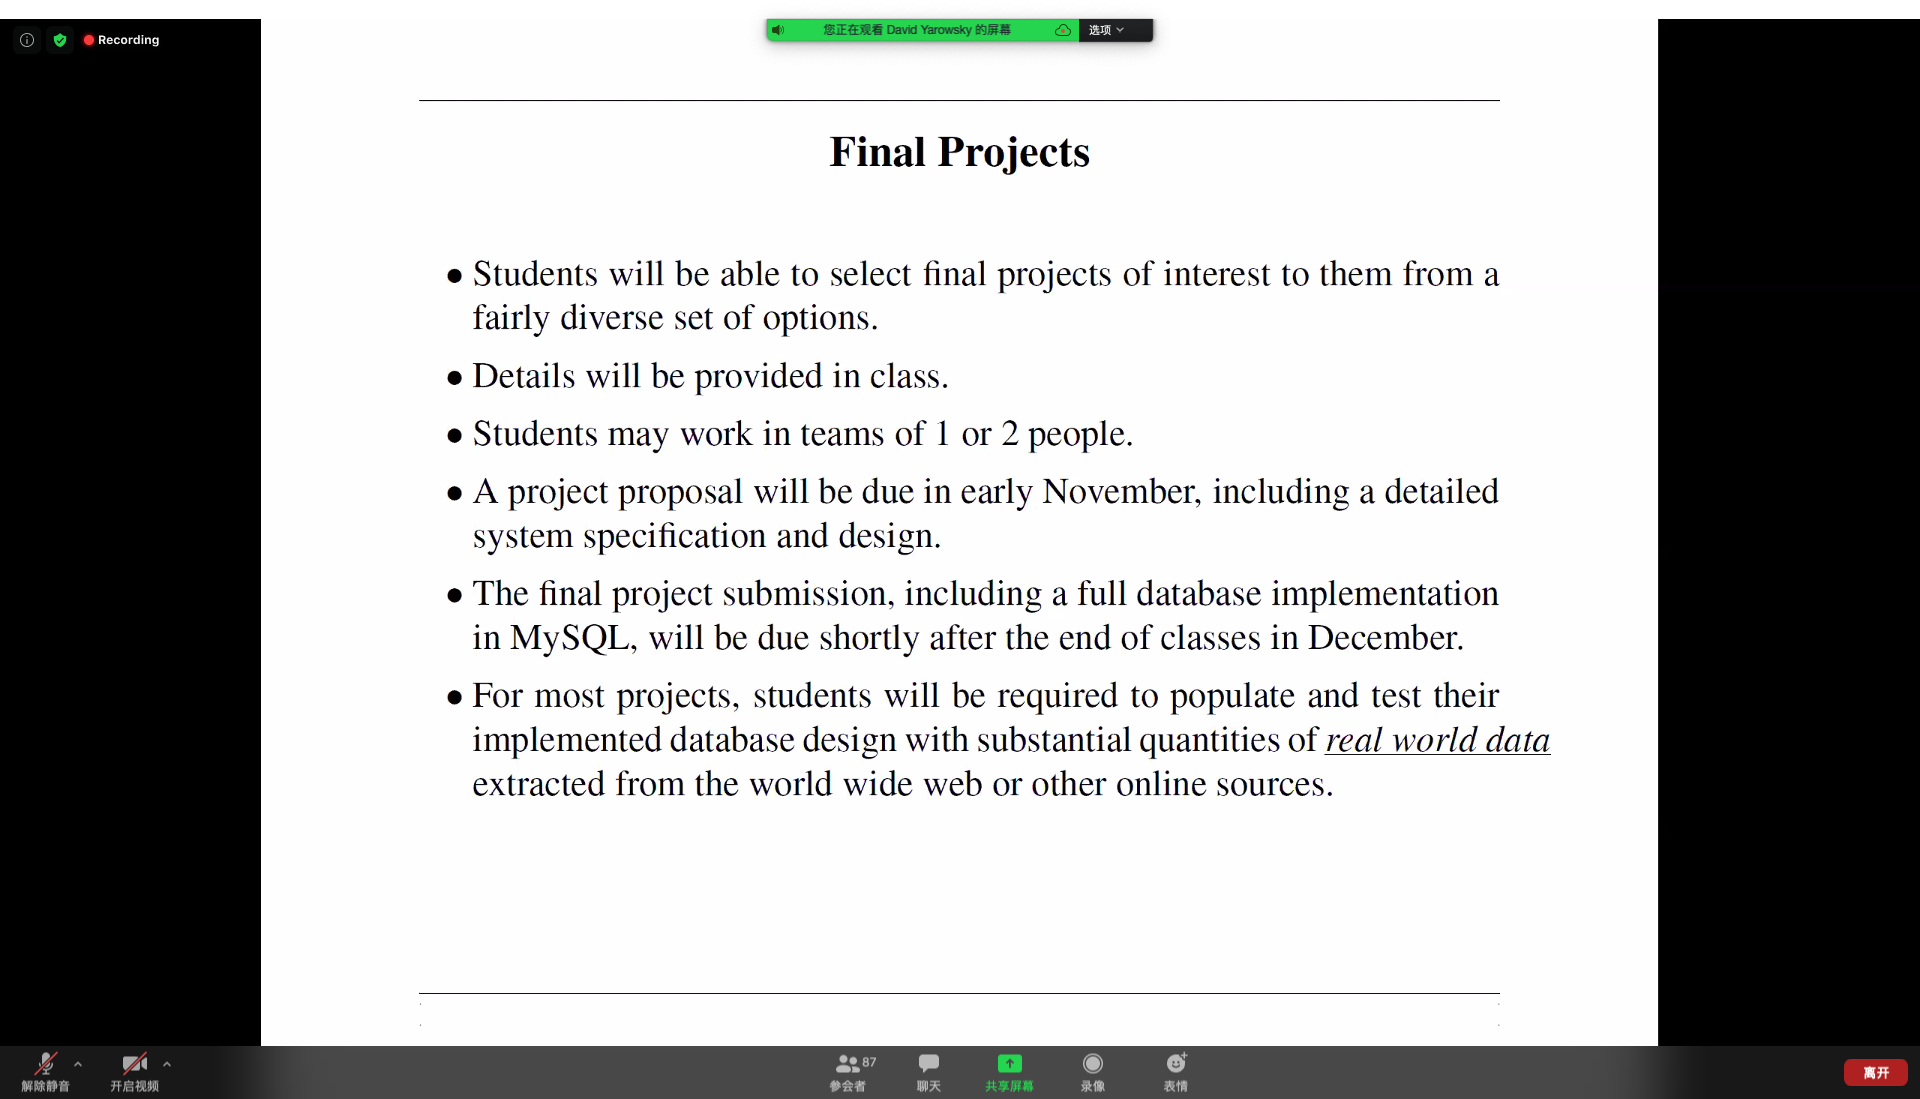 Recording
您正在观看 David Yarowsky 的屏幕
选项
Final Projects
• Students will be able to select final projects of interest to them from a
fairly diverse set of options.
• Details will be provided in class.
• Students may work in teams of 1 or 2 people.
• A project proposal will be due in early November, including a detailed
system specification and design.
• The final project submission, including a full database implementation
in MySQL, will be due shortly after the end of classes in December.
• For most projects, students will be required to populate and test their
implemented database design with substantial quantities of real world data
extracted from the world wide web or other online sources.
87
解除静音 开启视频 参会者 聊天 共享屏幕 录像 表情 离开